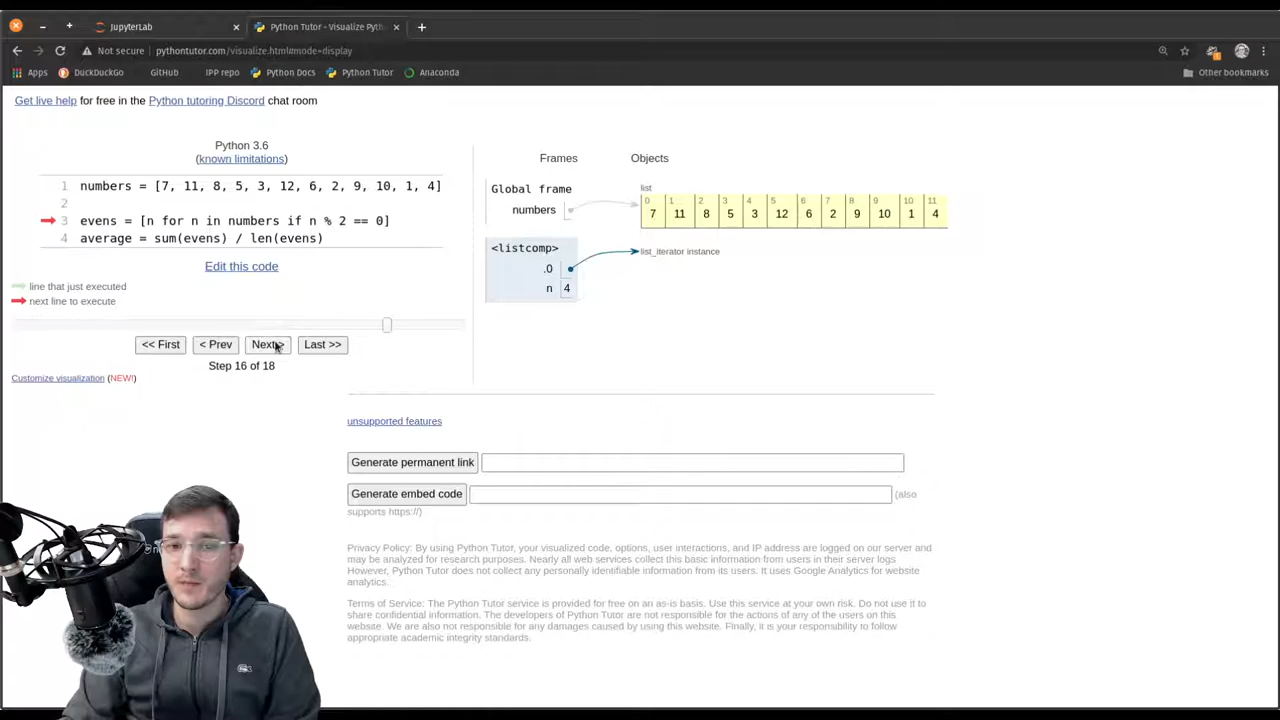 JupyterLab
Python Tutor - Visualize Pyth
Not secure pythontutor.com/visualize.html#mode=display
Apps DuckDuckGo GitHub IPP repo Python Docs Python Tutor Anaconda Other bookmarks
Get live help for free in the Python tutoring Discord chat room
Python 3.6
(known limitations)
1 numbers = [7, 11, 8, 5, 3, 12, 6, 2, 9, 10, 1, 4]
2
3 evens = [n for n in numbers if n % 2 == 0]
4 average = sum(evens) / len(evens)
Edit this code
line that just executed
next line to execute
<< First < Prev Next > Last >>
Step 16 of 18
Customize visualization (NEW!)
Frames Objects
Global frame
numbers
list
0 1 2 3 4 5 6 7 8 9 10 11
7 11 8 5 3 12 6 2 9 10 1 4
<listcomp>
.0
list_iterator instance
n 4
unsupported features
Generate permanent link
Generate embed code (also
supports https://)
Privacy Policy: By using Python Tutor, your visualized code, options, user interactions, and IP address are logged on our server and
may be analyzed for research purposes. Nearly all web services collect this basic information from users in their server logs.
However, Python Tutor does not collect any personally identifiable information from its users. It uses Google Analytics for website
analytics.
Terms of Service: The Python Tutor service is provided for free on an as-is basis. Use this service at your own risk. Do not use it to
share confidential information. The developers of Python Tutor are not responsible for the actions of any of the users on this
website. We are also not responsible for any damages caused by using this website. Finally, it is your responsibility to follow
appropriate academic integrity standards.